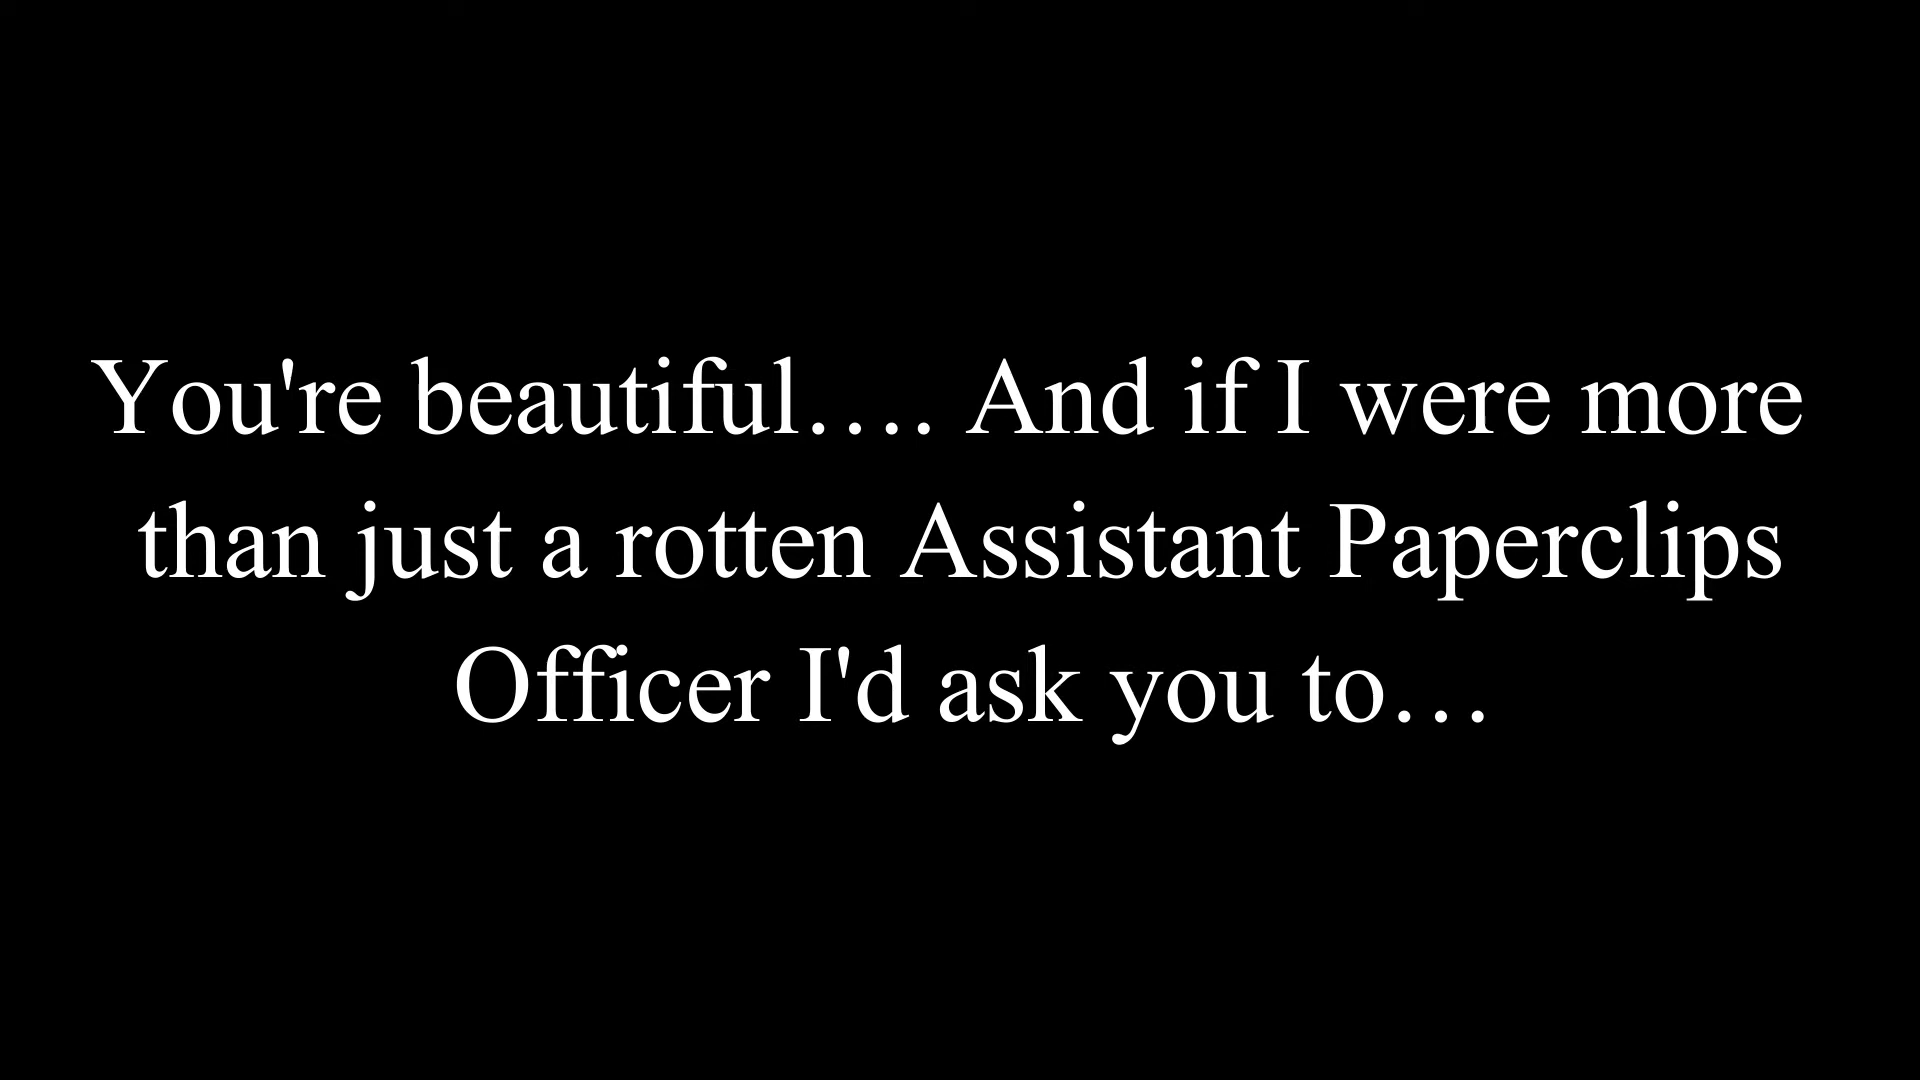 You're beautiful…. And if I were more
than just a rotten Assistant Paperclips
Officer I'd ask you to…